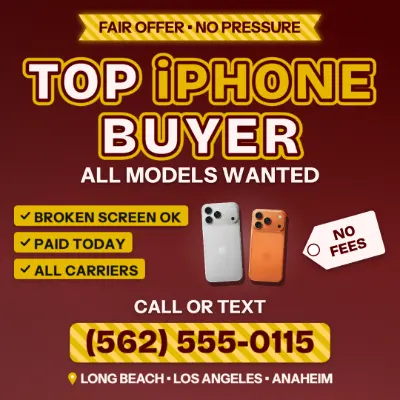 FAIR OFFER ▪ NO PRESSURE
TOP iPHONE
BUYER
ALL MODELS WANTED
✓ BROKEN SCREEN OK
✓ PAID TODAY
✓ ALL CARRIERS
NO
FEES
CALL OR TEXT
(562) 555-0115
LONG BEACH ▪ LOS ANGELES ▪ ANAHEIM